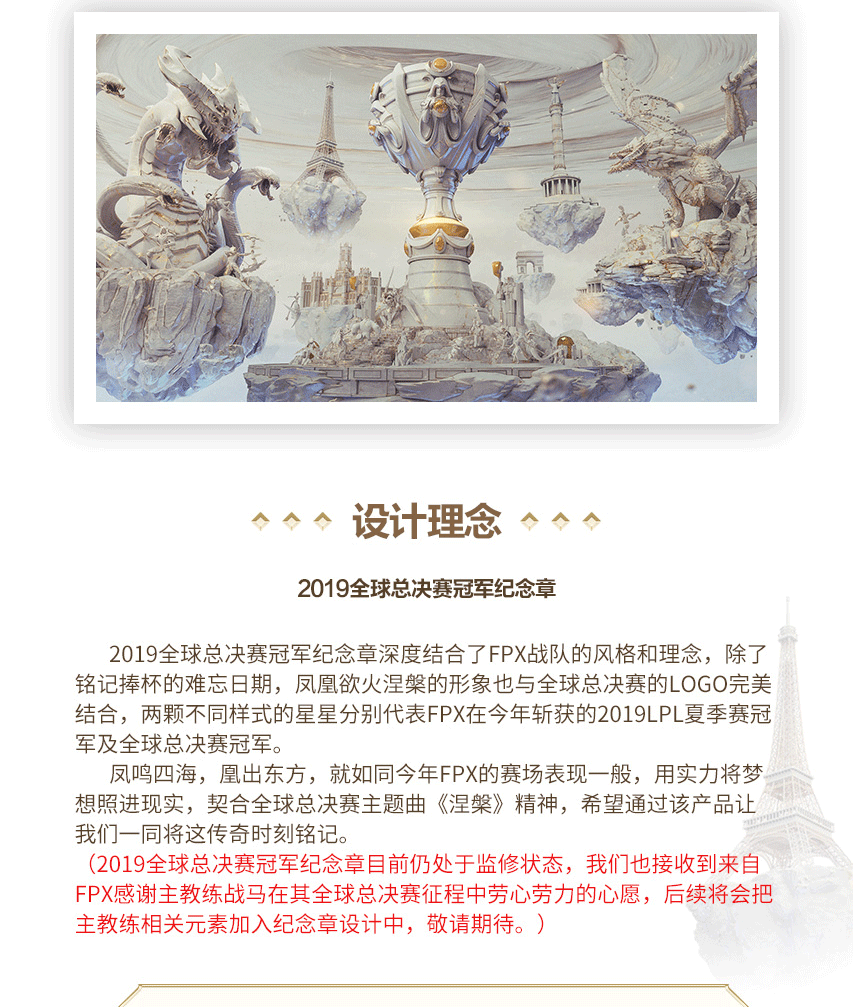 设计理念
2019全球总决赛冠军纪念章
2019全球总决赛冠军纪念章深度结合了FPX战队的风格和理念，除了
铭记捧杯的难忘日期，凤凰欲火涅槃的形象也与全球总决赛的LOGO完美
结合，两颗不同样式的星星分别代表FPX在今年斩获的2019LPL夏季赛冠
军及全球总决赛冠军。
凤鸣四海，凰出东方，就如同今年FPX的赛场表现一般，用实力将梦
想照进现实，契合全球总决赛主题曲《涅槃》精神，希望通过该产品让
我们一同将这传奇时刻铭记。
（2019全球总决赛冠军纪念章目前仍处于监修状态，我们也接收到来自
FPX感谢主教练战马在其全球总决赛征程中劳心劳力的心愿，后续将会把
主教练相关元素加入纪念章设计中，敬请期待。）